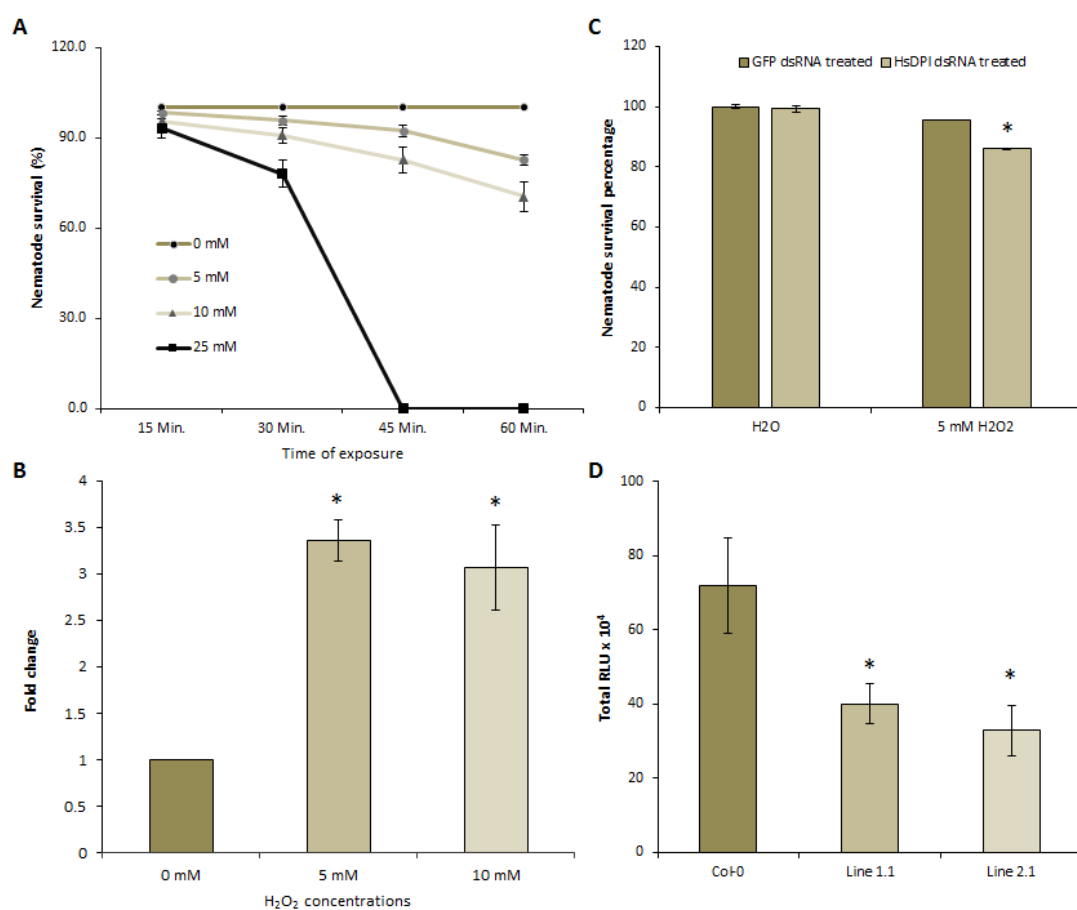 A
120.0
90.0
60.0
30.0
0.0
Nematode survival (%)
0 mM
5 mM
10 mM
25 mM
15 Min.
30 Min.
45 Min.
60 Min.
Time of exposure
C
120
100
80
60
40
20
0
Nematode survival percentage
GFP dsRNA treated
HsDPI dsRNA treated
*
H2O
5 mM H2O2
B
4
3.5
3
2.5
2
1.5
1
0.5
0
Fold change
*
*
0 mM
5 mM
10 mM
H₂O₂ concentrations
D
100
80
60
40
20
0
Total RLU x 10⁴
*
*
Col-0
Line 1.1
Line 2.1